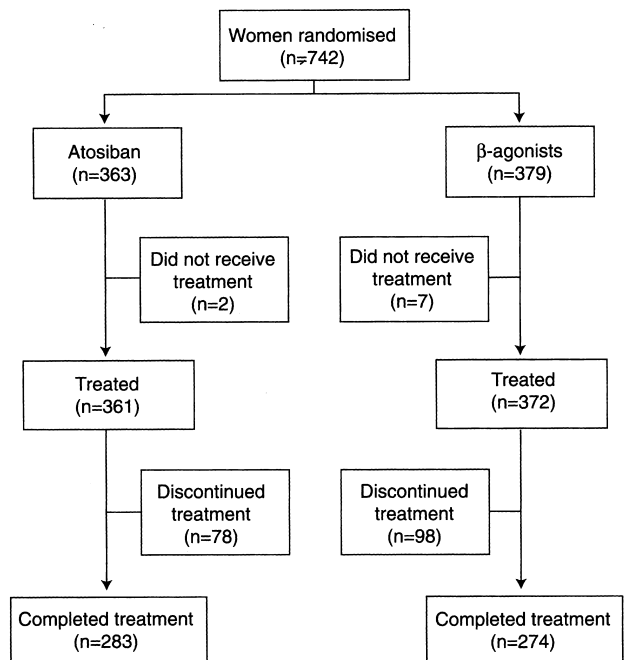 Women randomised
(n=742)
Atosiban
(n=363)
β-agonists
(n=379)
Did not receive
treatment
(n=2)
Did not receive
treatment
(n=7)
Treated
(n=361)
Treated
(n=372)
Discontinued
treatment
(n=78)
Discontinued
treatment
(n=98)
Completed treatment
(n=283)
Completed treatment
(n=274)